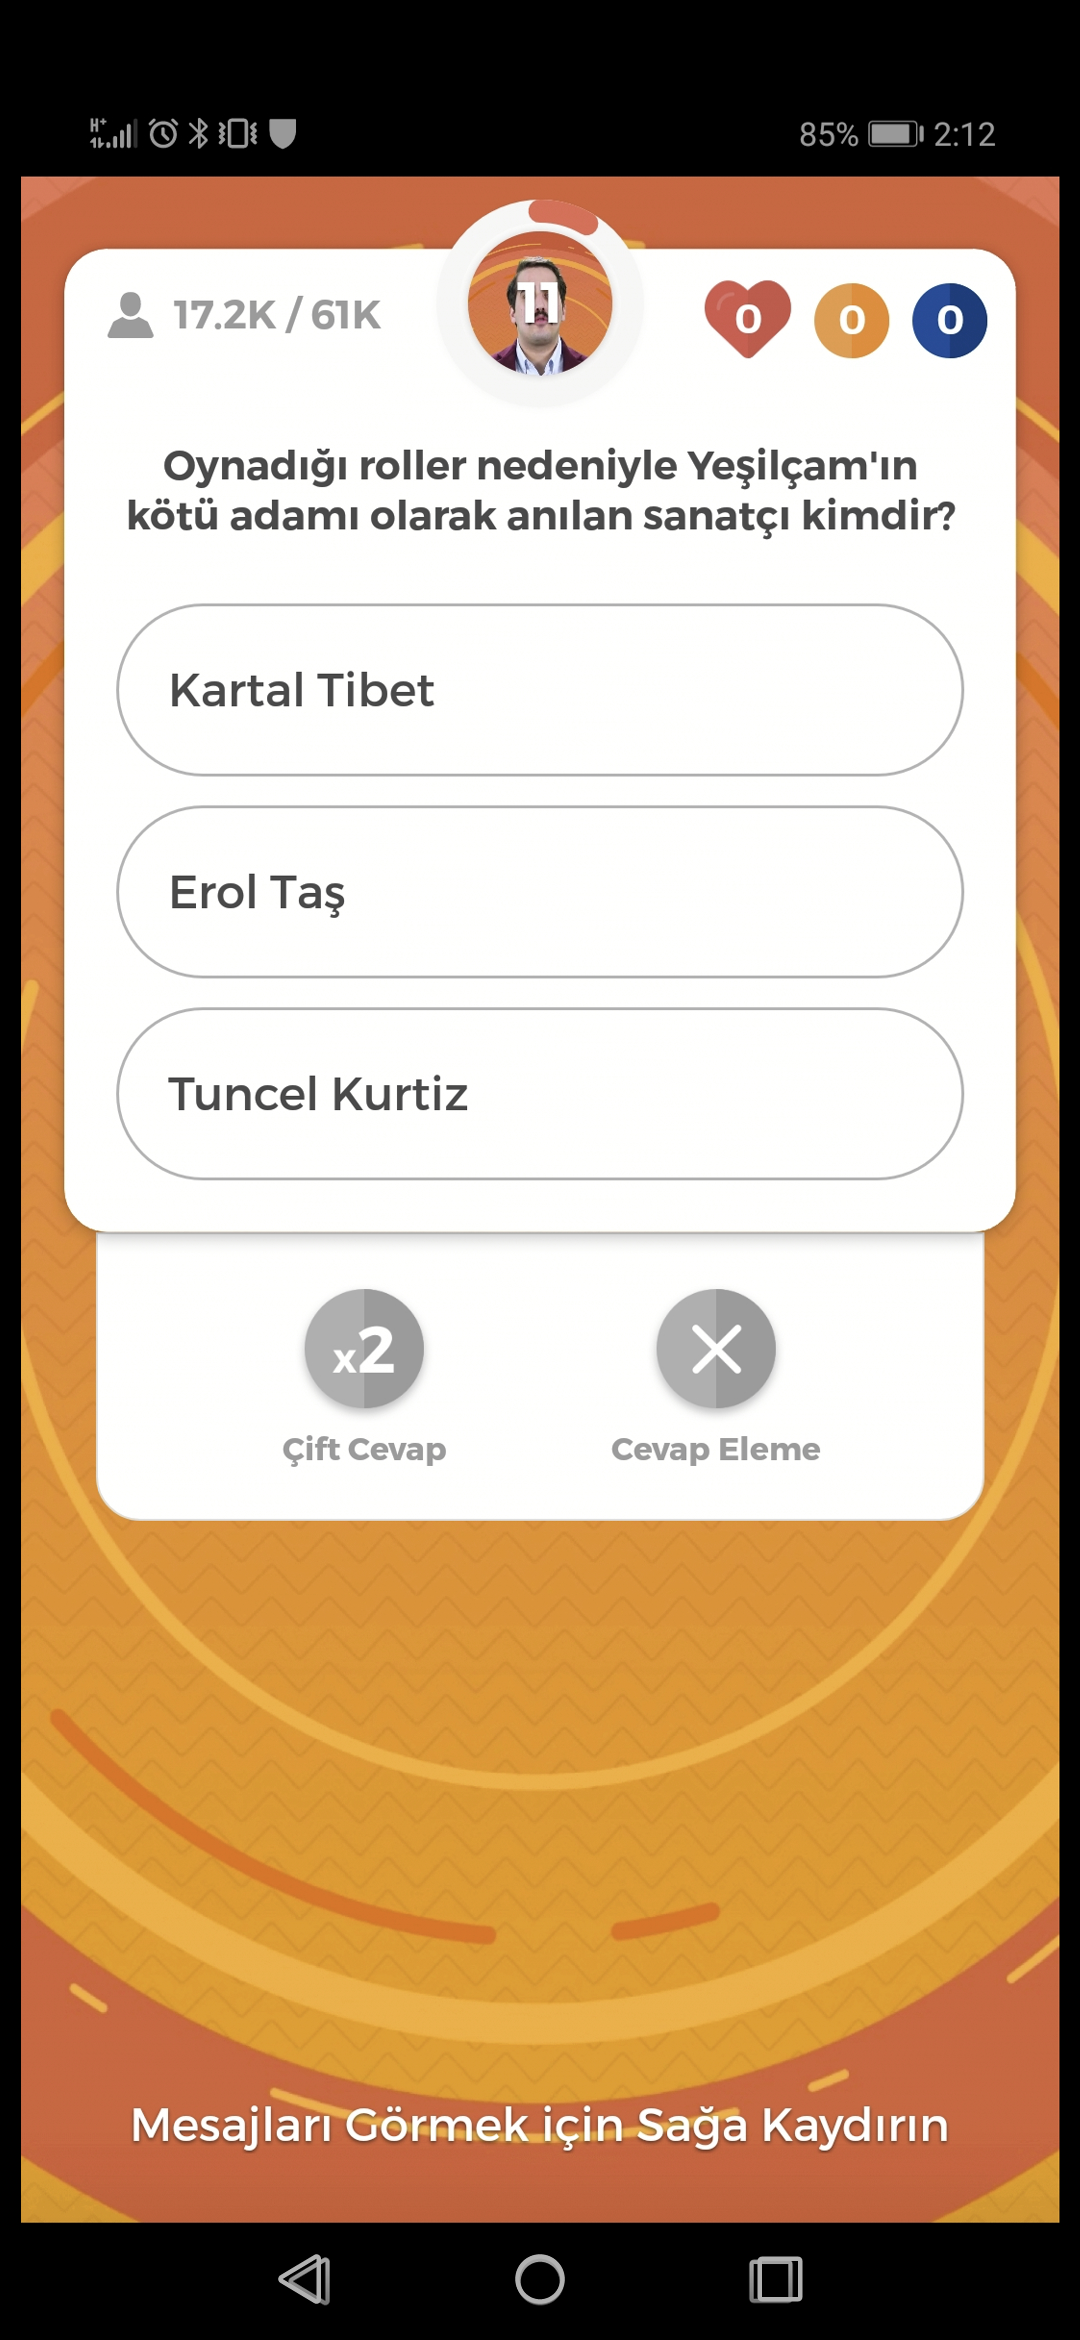 H+
85% 2:12
17.2K / 61K
11
0 0 0
Oynadığı roller nedeniyle Yeşilçam'ın
kötü adamı olarak anılan sanatçı kimdir?
Kartal Tibet
Erol Taş
Tuncel Kurtiz
x2
Çift Cevap
Cevap Eleme
Mesajları Görmek için Sağa Kaydırın